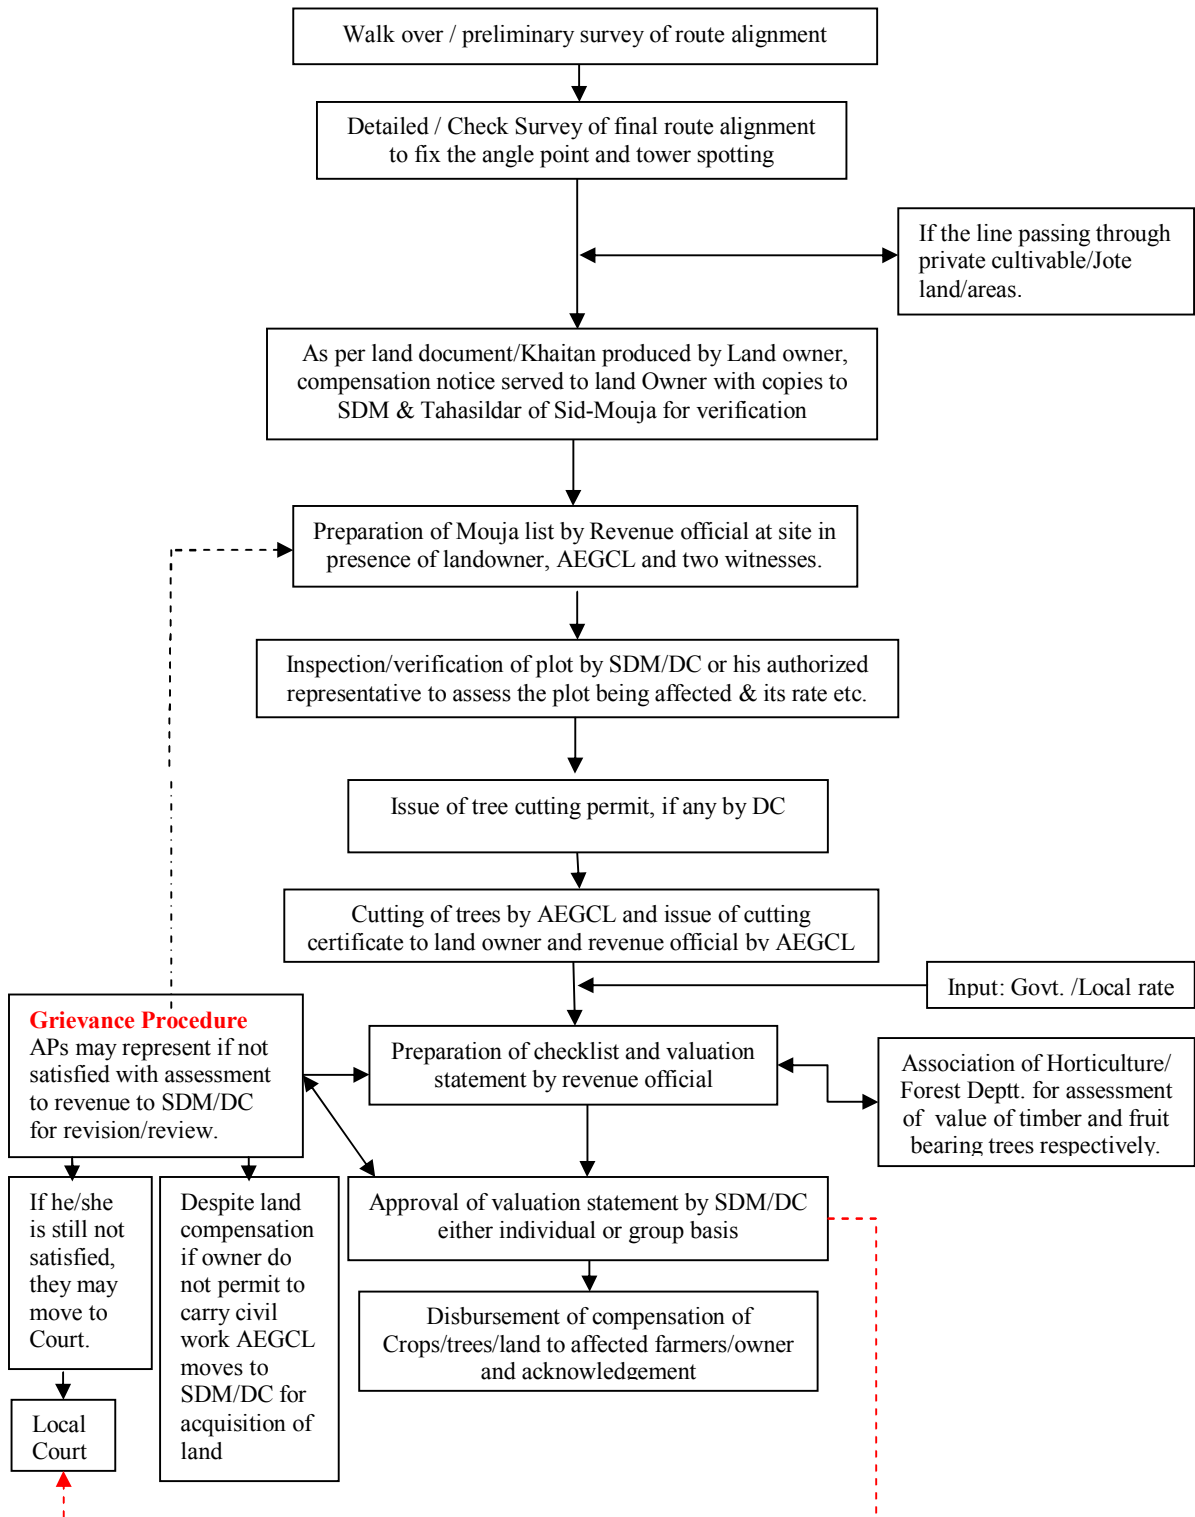 Walk over / preliminary survey of route alignment
Detailed / Check Survey of final route alignment
to fix the angle point and tower spotting
If the line passing through
private cultivable/Jote
land/areas.
As per land document/Khaitan produced by Land owner,
compensation notice served to land Owner with copies to
SDM & Tahasildar of Sid-Mouja for verification
Preparation of Mouja list by Revenue official at site in
presence of landowner, AEGCL and two witnesses.
Inspection/verification of plot by SDM/DC or his authorized
representative to assess the plot being affected & its rate etc.
Issue of tree cutting permit, if any by DC
Cutting of trees by AEGCL and issue of cutting
certificate to land owner and revenue official by AEGCL
Input: Govt. /Local rate
Grievance Procedure
APs may represent if not
satisfied with assessment
to revenue to SDM/DC
for revision/review.
Preparation of checklist and valuation
statement by revenue official
Association of Horticulture/
Forest Deptt. for assessment
of value of timber and fruit
bearing trees respectively.
If he/she
is still not
satisfied,
they may
move to
Court.
Despite land
compensation
if owner do
not permit to
carry civil
work AEGCL
moves to
SDM/DC for
acquisition of
land
Approval of valuation statement by SDM/DC
either individual or group basis
Disbursement of compensation of
Crops/trees/land to affected farmers/owner
and acknowledgement
Local
Court